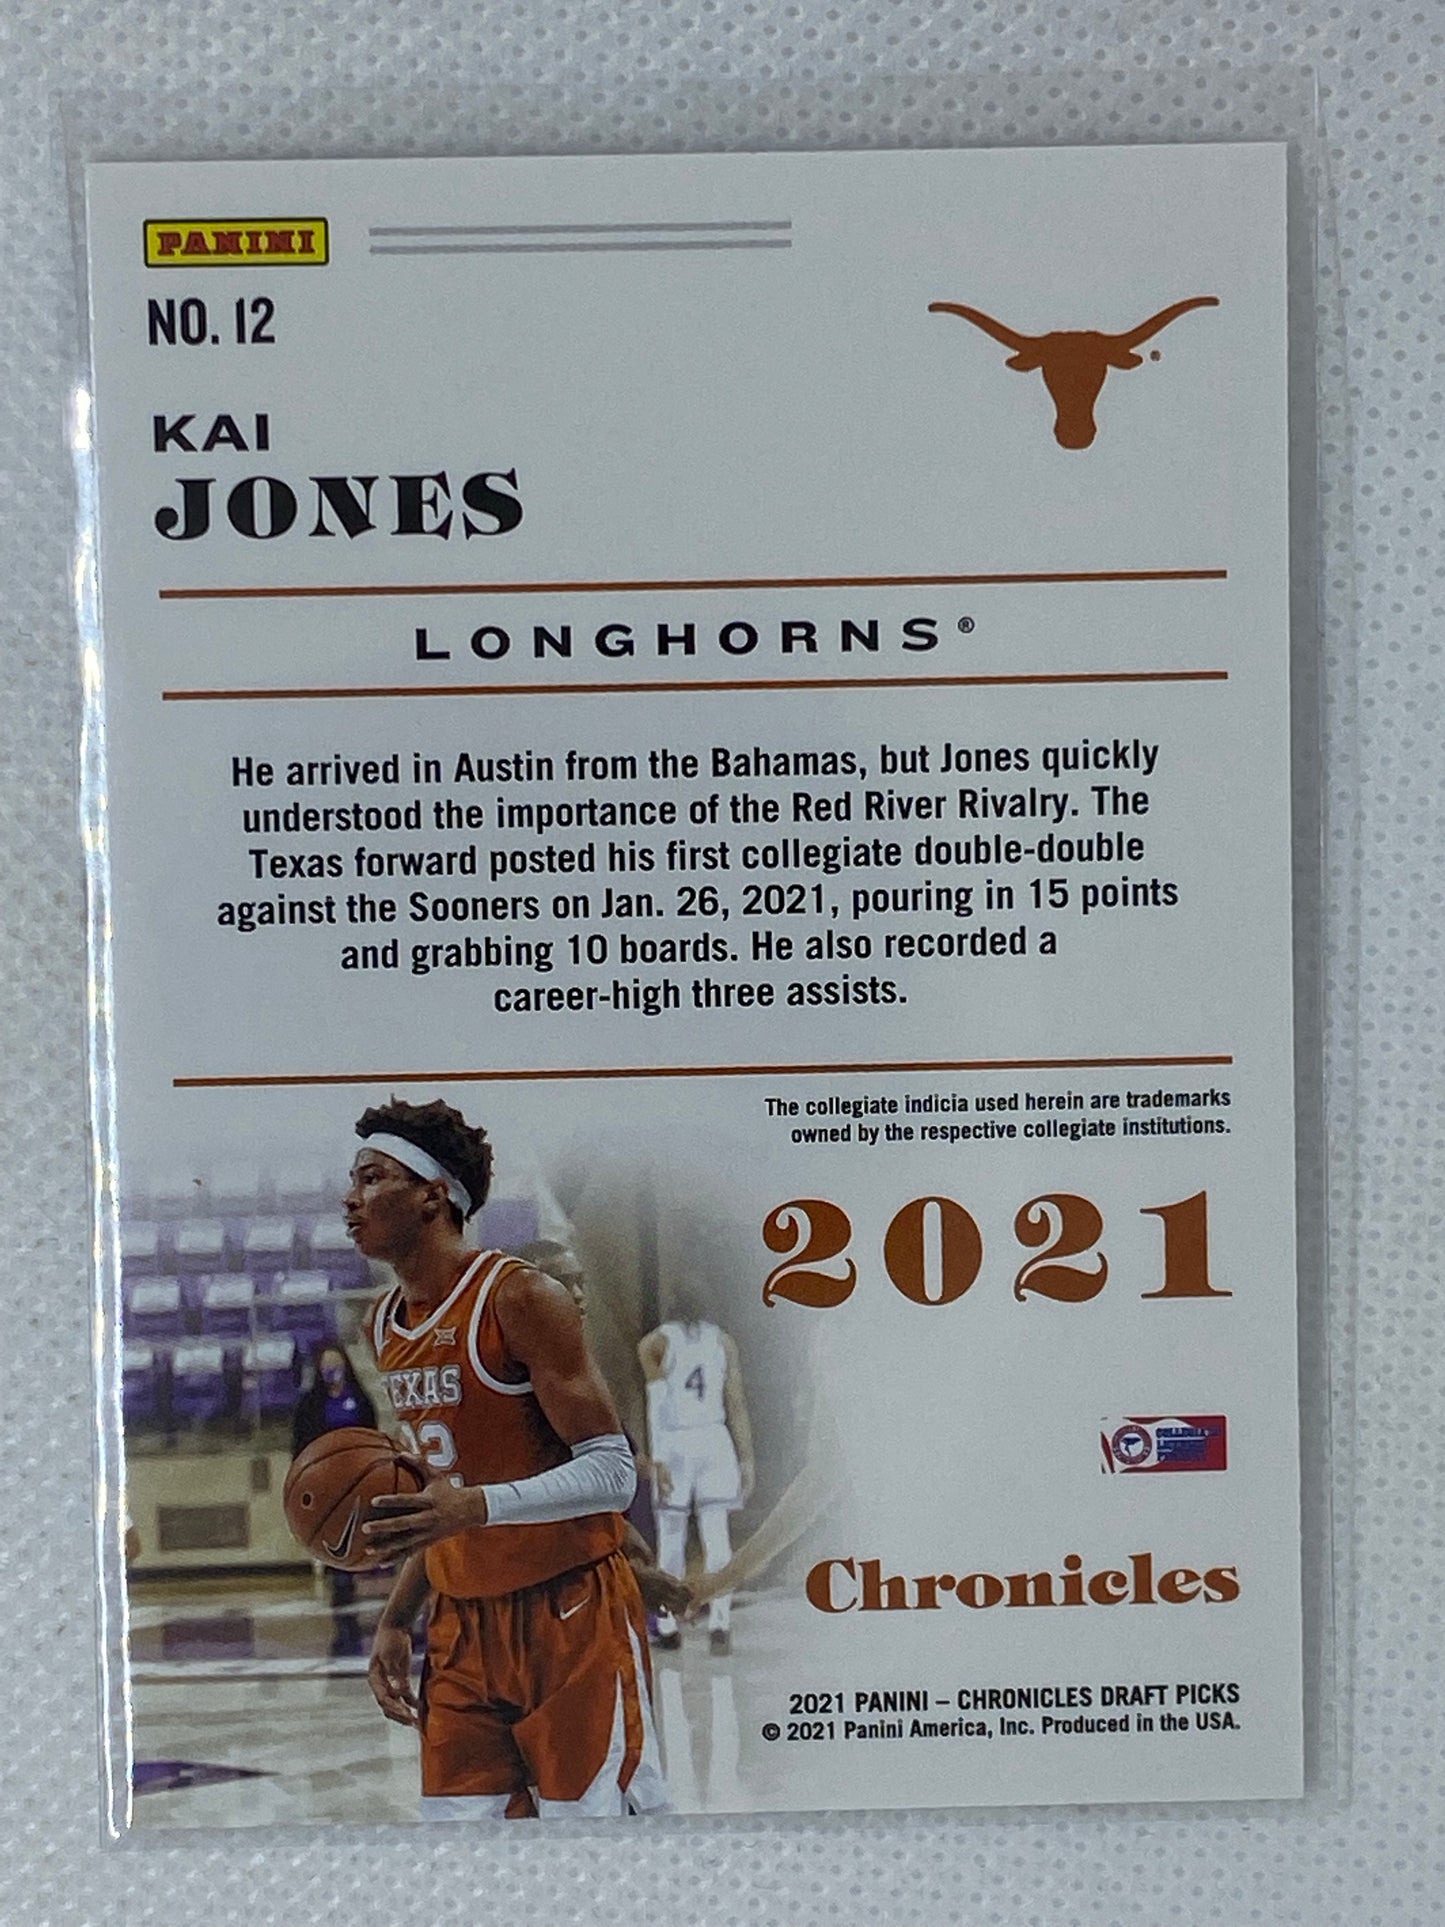 PANINI
NO. 12
KAI
JONES
LONGHORNS®
He arrived in Austin from the Bahamas, but Jones quickly
understood the importance of the Red River Rivalry. The
Texas forward posted his first collegiate double-double
against the Sooners on Jan. 26, 2021, pouring in 15 points
and grabbing 10 boards. He also recorded a
career-high three assists.
The collegiate indicia used herein are trademarks
owned by the respective collegiate institutions.
2021
4
TEXAS
22
Chronicles
2021 PANINI – CHRONICLES DRAFT PICKS
© 2021 Panini America, Inc. Produced in the USA.